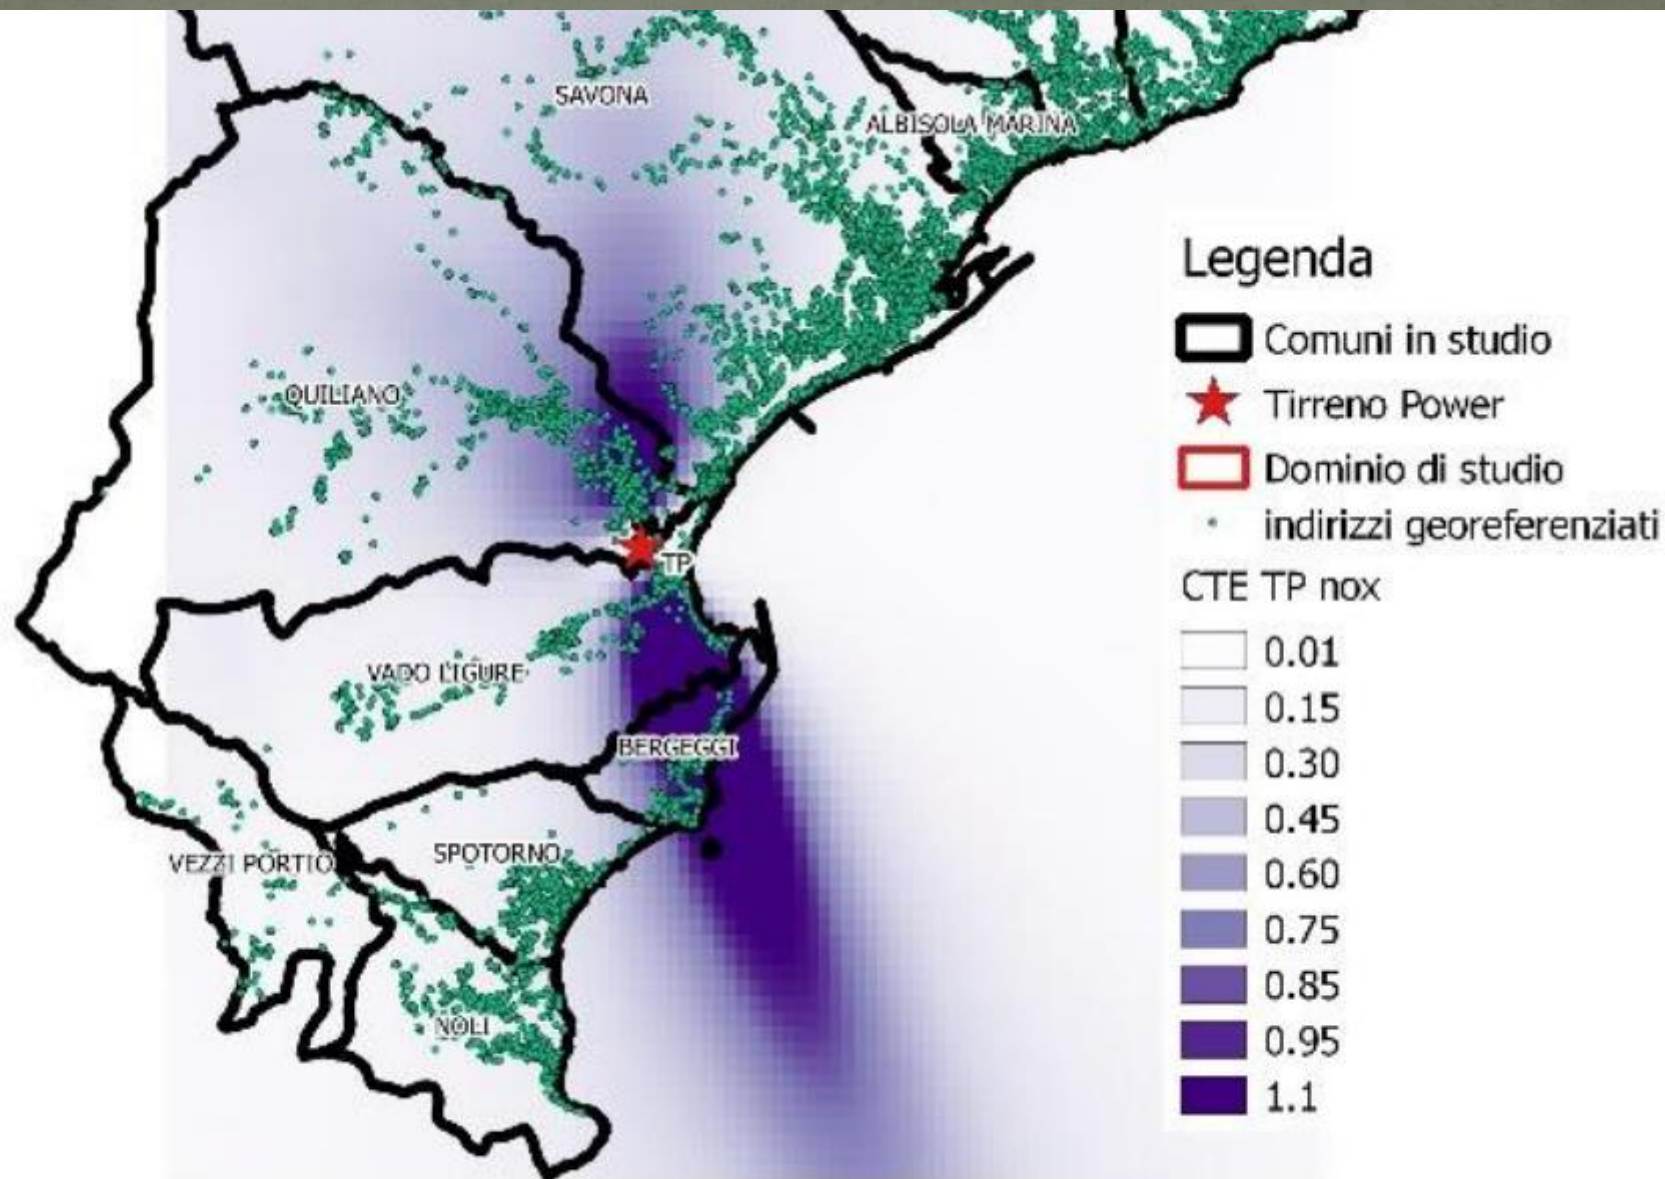 SAVONA
ALBISOLA MARINA
QUILIANO
TP
VADO LIGURE
BERGEGGI
VEZZI PORTIO
SPOTORNO
NOLI
Legenda
Comuni in studio
Tirreno Power
Dominio di studio
indirizzi georeferenziati
CTE TP nox
0.01
0.15
0.30
0.45
0.60
0.75
0.85
0.95
1.1